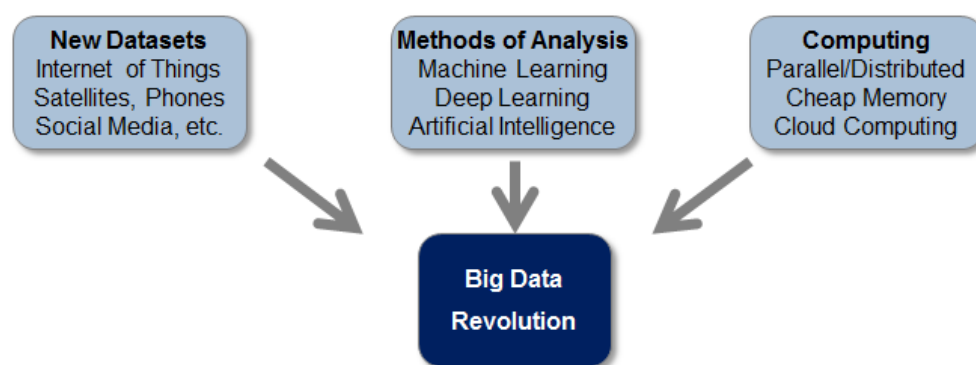 New Datasets
Internet of Things
Satellites, Phones
Social Media, etc.
Methods of Analysis
Machine Learning
Deep Learning
Artificial Intelligence
Computing
Parallel/Distributed
Cheap Memory
Cloud Computing
Big Data
Revolution